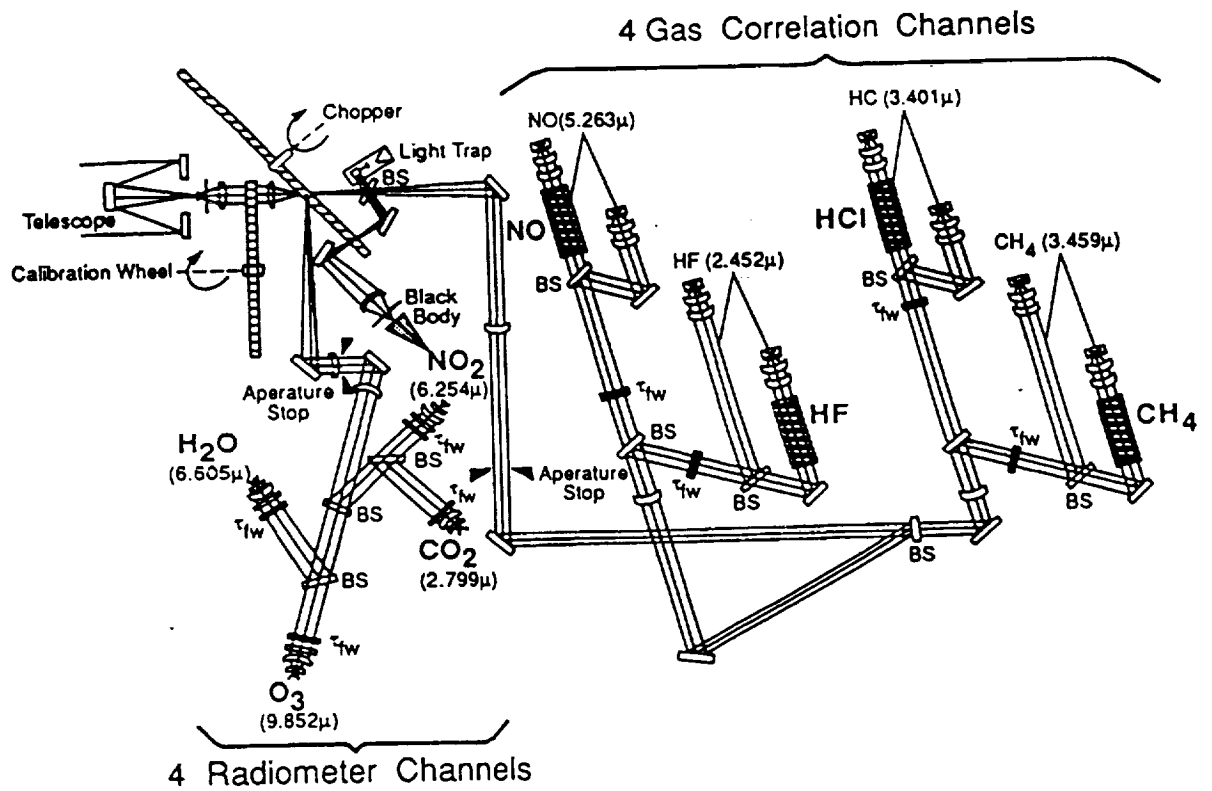 4 Gas Correlation Channels
Chopper
Light Trap
BS
Telescope
Calibration Wheel
Black
Body
NO2
(6.254μ)
Aperature
Stop
H2O
(6.605μ)
τfw
BS
τfw
BS
τfw
CO2
(2.799μ)
BS
τfw
O3
(9.852μ)
4 Radiometer Channels
NO(5.263μ)
NO
BS
HF (2.452μ)
τfw
BS
HF
τfw
BS
Aperature
Stop
HC (3.401μ)
HCl
BS
τfw
CH4 (3.459μ)
CH4
τfw
BS
BS